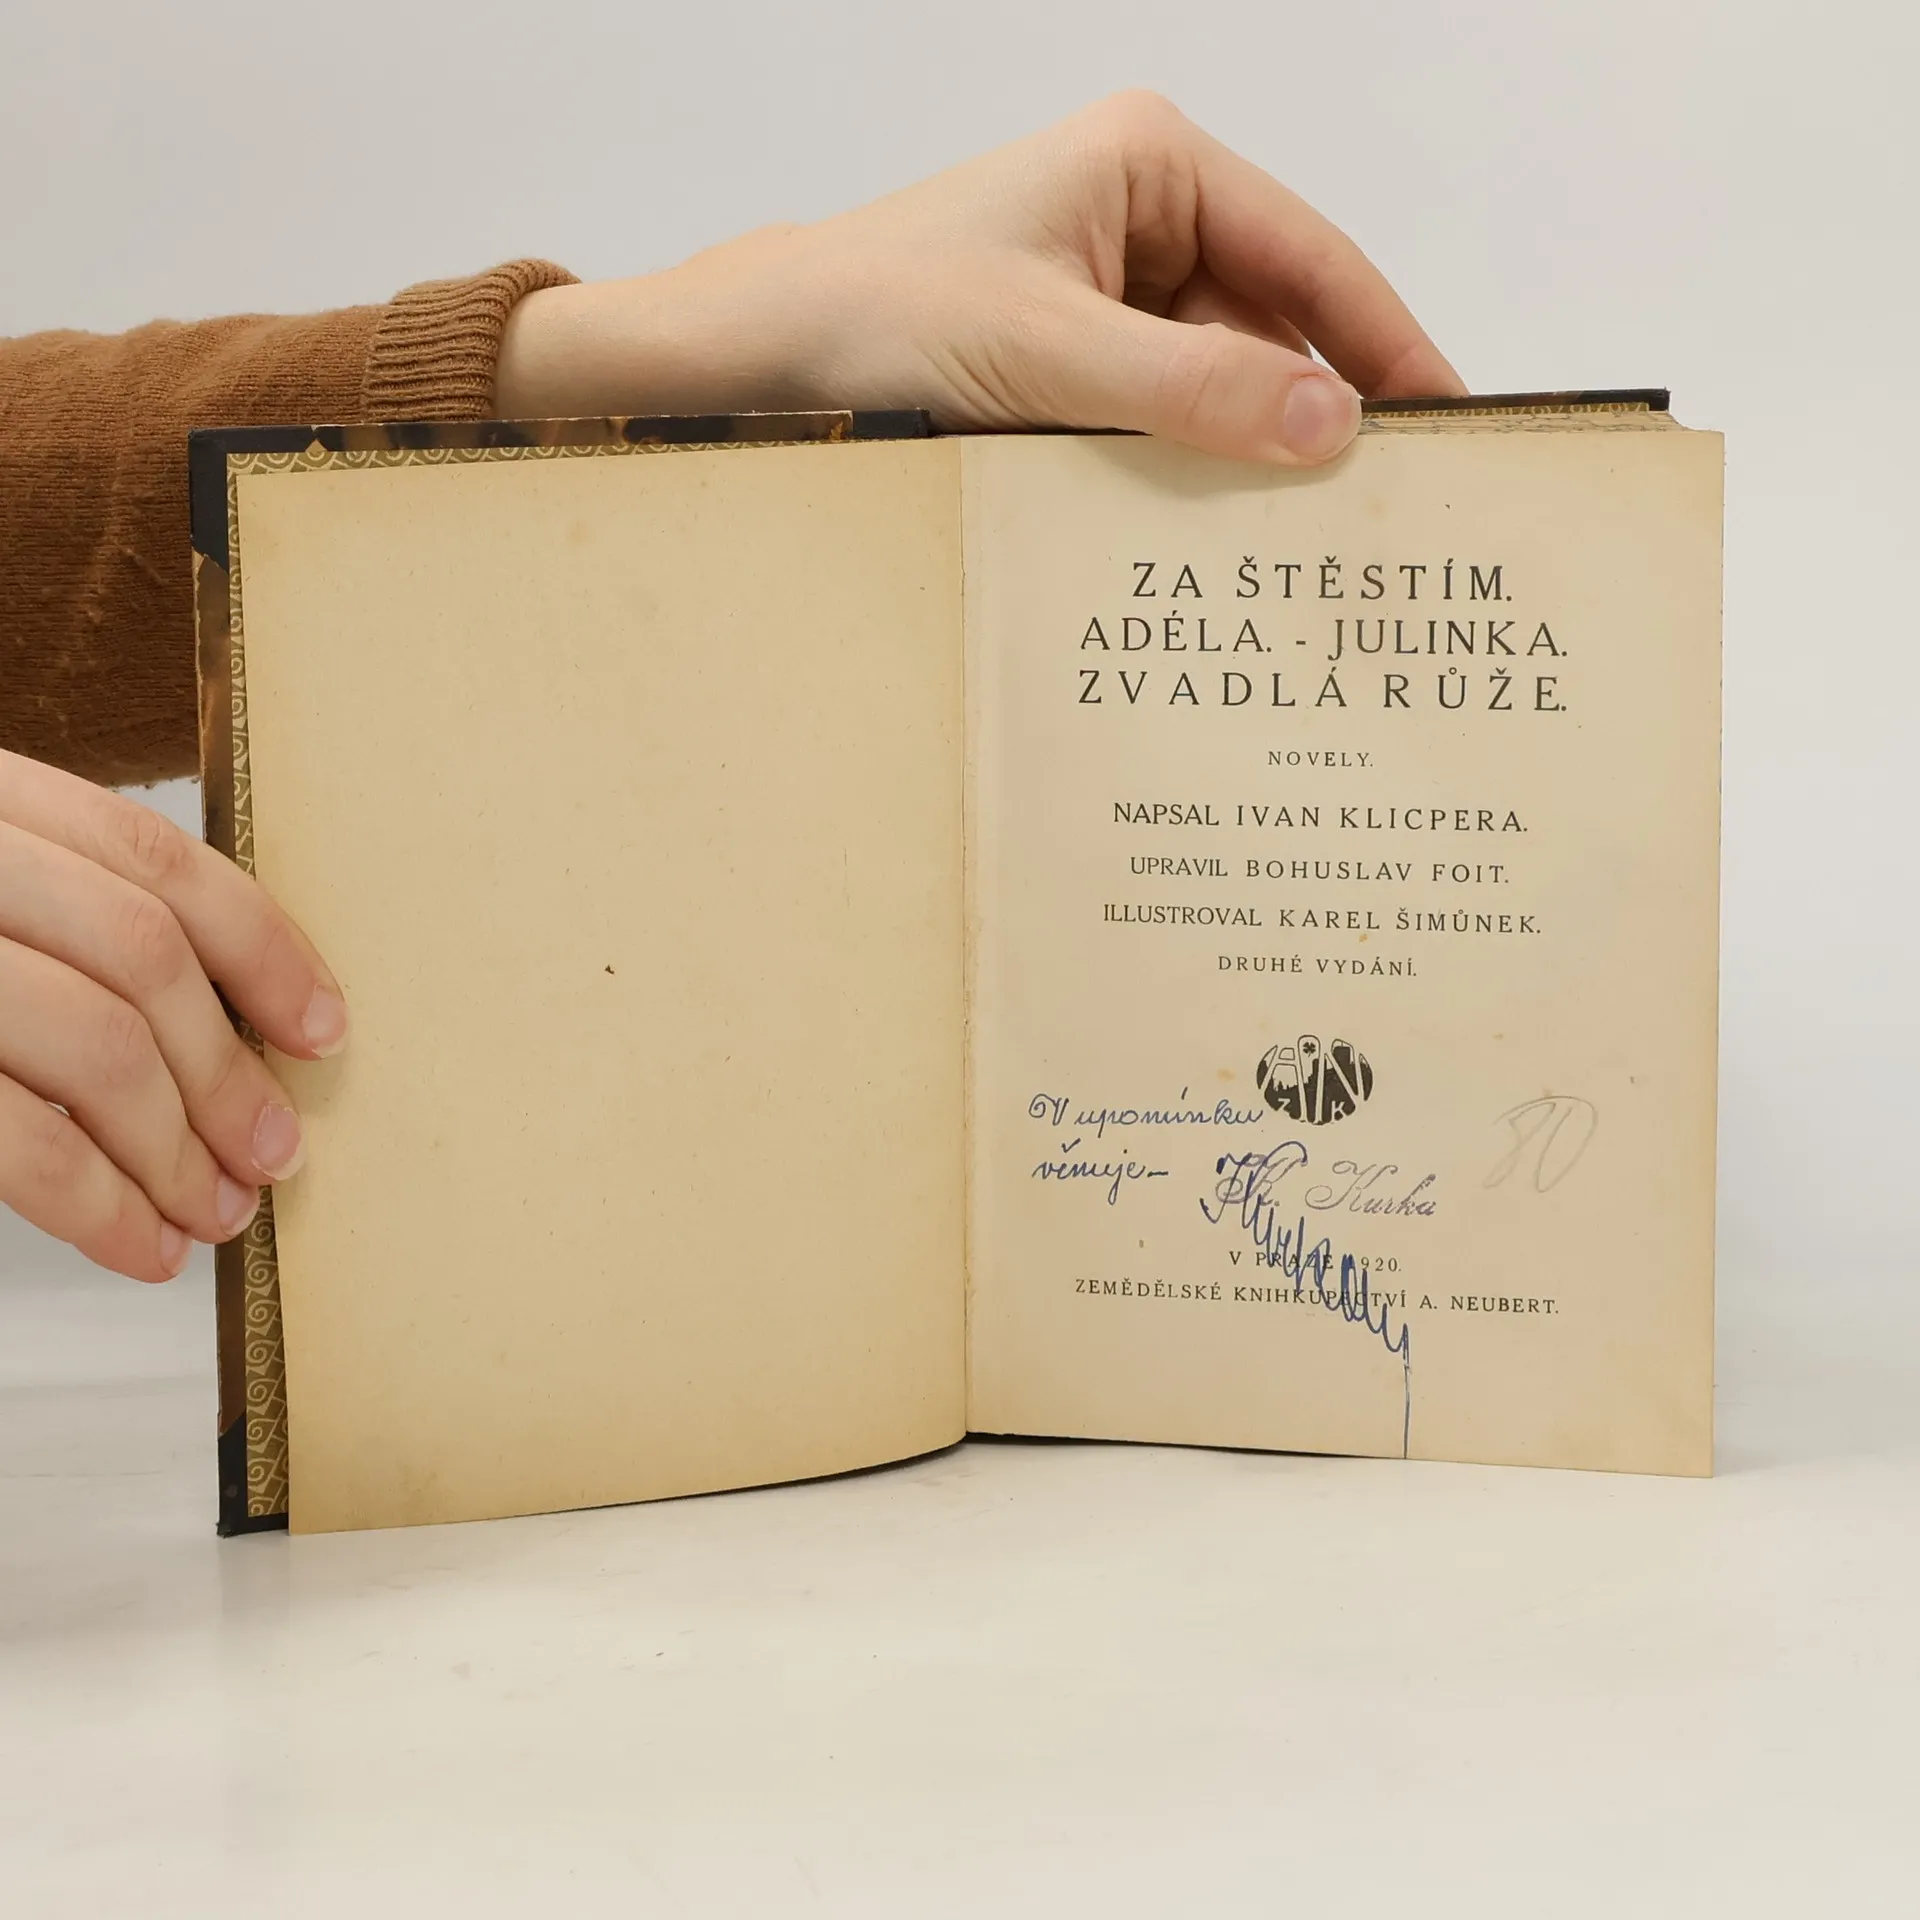 ZA ŠTĚSTÍM.
ADÉLA. - JULINKA.
ZVADLÁ RŮŽE.
NOVELY.
NAPSAL IVAN KLICPERA.
UPRAVIL BOHUSLAV FOIT.
ILLUSTROVAL KAREL ŠIMŮNEK.
DRUHÉ VYDÁNÍ.
AN
Z K
V upomínku
věnuje-
Kurka
80
V PRAZE 1920.
ZEMĚDĚLSKÉ KNIHKUPECTVÍ A. NEUBERT.